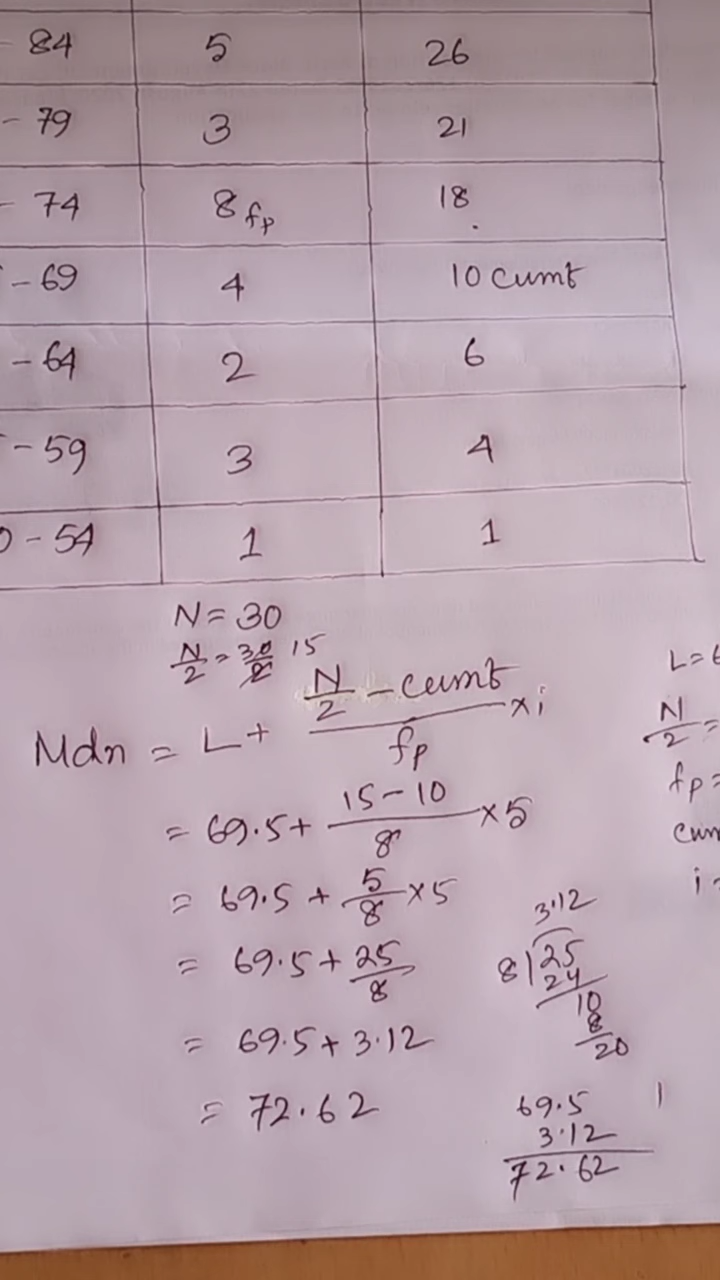 - 84 5 26
- 79 3 21
- 74 8 fp 18
- 69 4 10 cumf
- 64 2 6
- 59 3 4
0 - 54 1 1
N = 30
N/2 = 30/2 15
Mdn = L + (N/2 - cumf)/fp × i
= 69.5 + (15 - 10)/8 × 5
= 69.5 + 5/8 × 5
= 69.5 + 25/8
= 69.5 + 3.12
= 72.62
3.12
8 25
24
10
8
20
69.5
3.12
72.62
L = 6
N/2 =
fp =
cum
i =